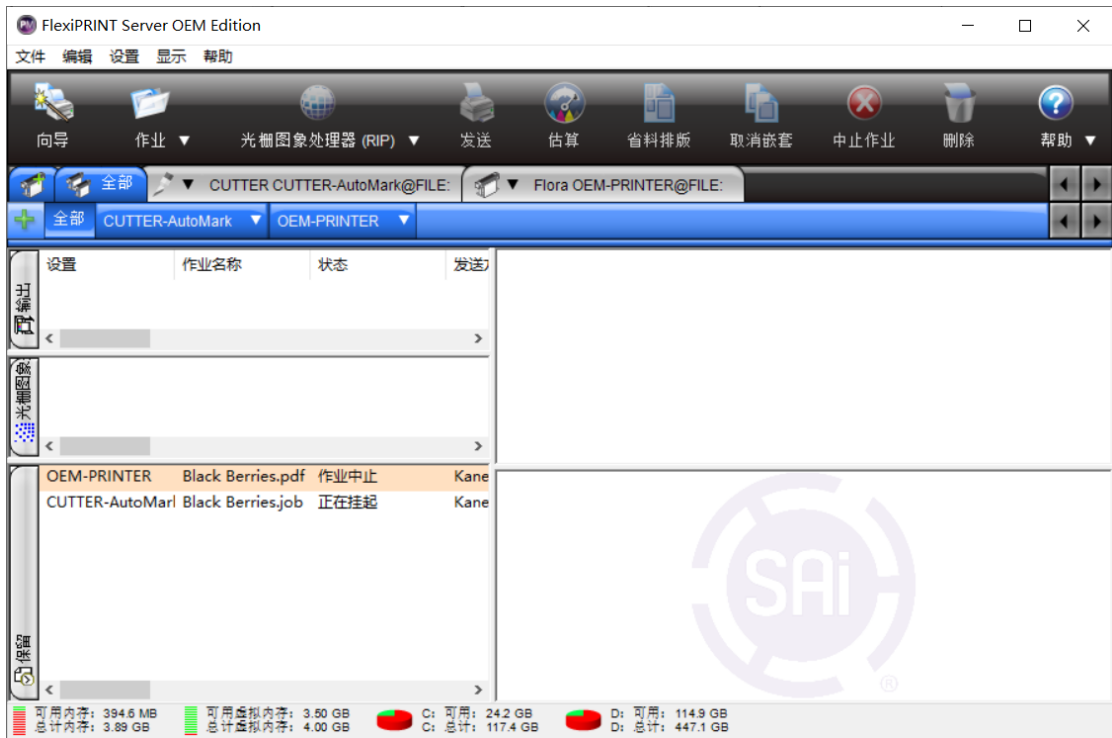 FlexiPRINT Server OEM Edition
文件 编辑 设置 显示 帮助
向导 作业 光栅图象处理器 (RIP) 发送 估算 省料排版 取消嵌套 中止作业 删除 帮助
全部 CUTTER CUTTER-AutoMark@FILE: Flora OEM-PRINTER@FILE:
全部 CUTTER-AutoMark OEM-PRINTER
设置 作业名称 状态 发送
输出
光栅图象
OEM-PRINTER Black Berries.pdf 作业中止 Kane
CUTTER-AutoMarl Black Berries.job 正在挂起 Kane
SAi
®
保留
可用内存: 394.6 MB 可用虚拟内存: 3.50 GB C: 可用: 24.2 GB D: 可用: 114.9 GB
总计内存: 3.89 GB 总计虚拟内存: 4.00 GB C: 总计: 117.4 GB D: 总计: 447.1 GB